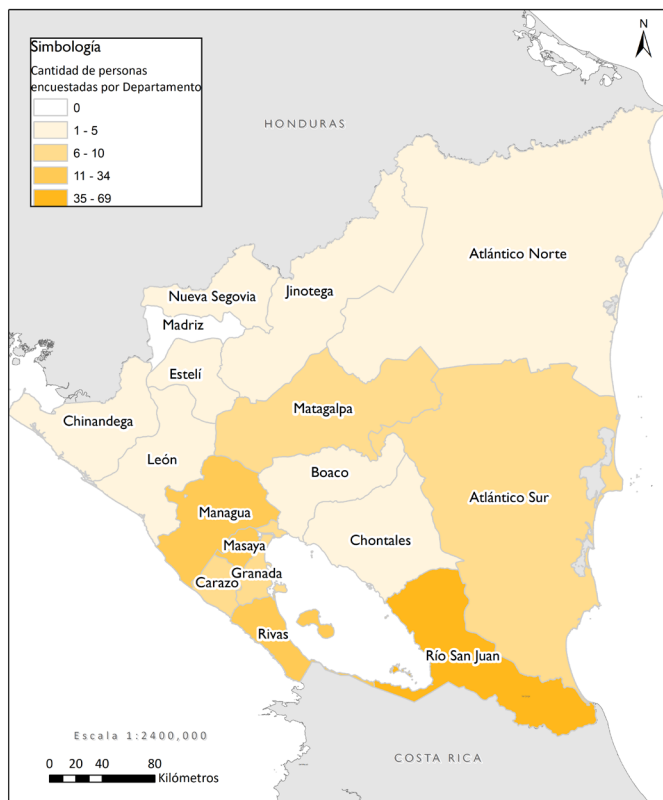 N
Simbología
Cantidad de personas
encuestadas por Departamento
0
1 - 5
6 - 10
11 - 34
35 - 69
HONDURAS
Atlántico Norte
Jinotega
Nueva Segovia
Madriz
Estelí
Matagalpa
Chinandega
León
Boaco
Atlántico Sur
Managua
Chontales
Masaya
Granada
Carazo
Rivas
Río San Juan
Escala 1:2400,000
COSTA RICA
0 20 40 80
Kilómetros